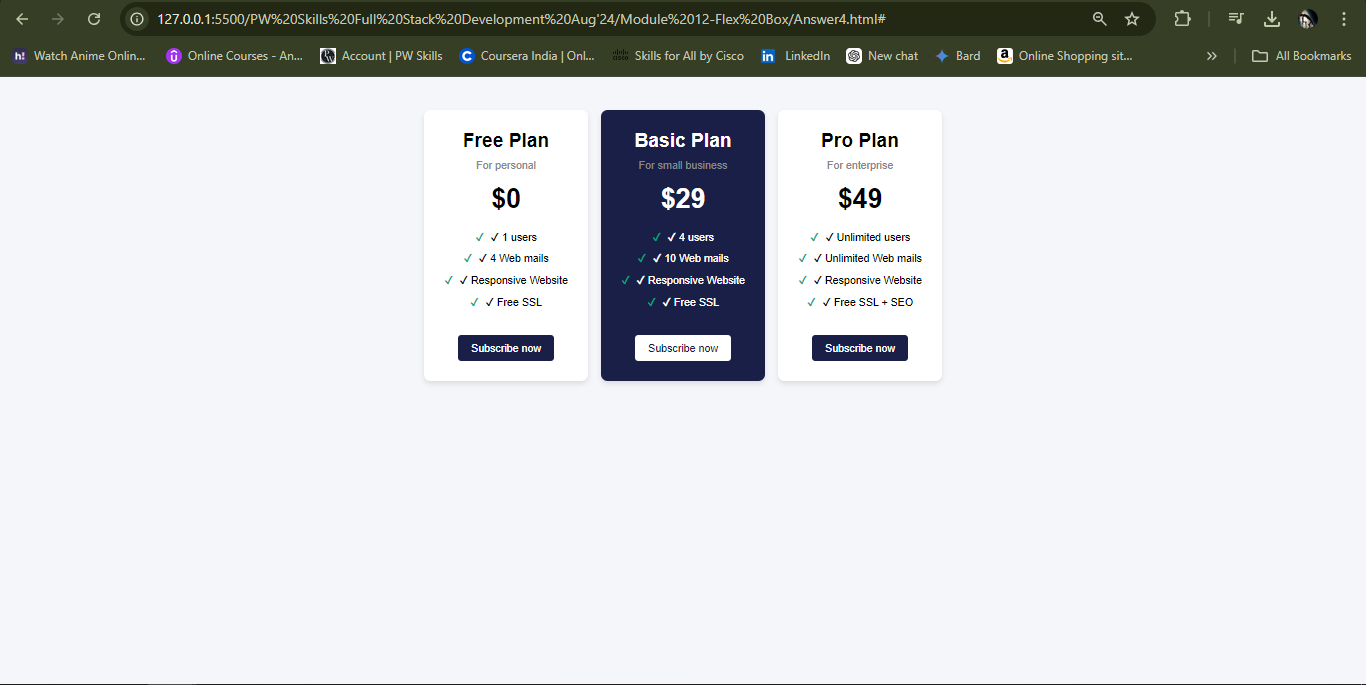 127.0.0.1:5500/PW%20Skills%20Full%20Stack%20Development%20Aug'24/Module%2012-Flex%20Box/Answer4.html#
h! Watch Anime Onlin... Online Courses - An... Account | PW Skills Coursera India | Onl... Skills for All by Cisco LinkedIn New chat Bard Online Shopping sit... » All Bookmarks
Free Plan
For personal
$0
✓ ✓ 1 users
✓ ✓ 4 Web mails
✓ ✓ Responsive Website
✓ ✓ Free SSL
Subscribe now
Basic Plan
For small business
$29
✓ ✓ 4 users
✓ ✓ 10 Web mails
✓ ✓ Responsive Website
✓ ✓ Free SSL
Subscribe now
Pro Plan
For enterprise
$49
✓ ✓ Unlimited users
✓ ✓ Unlimited Web mails
✓ ✓ Responsive Website
✓ ✓ Free SSL + SEO
Subscribe now